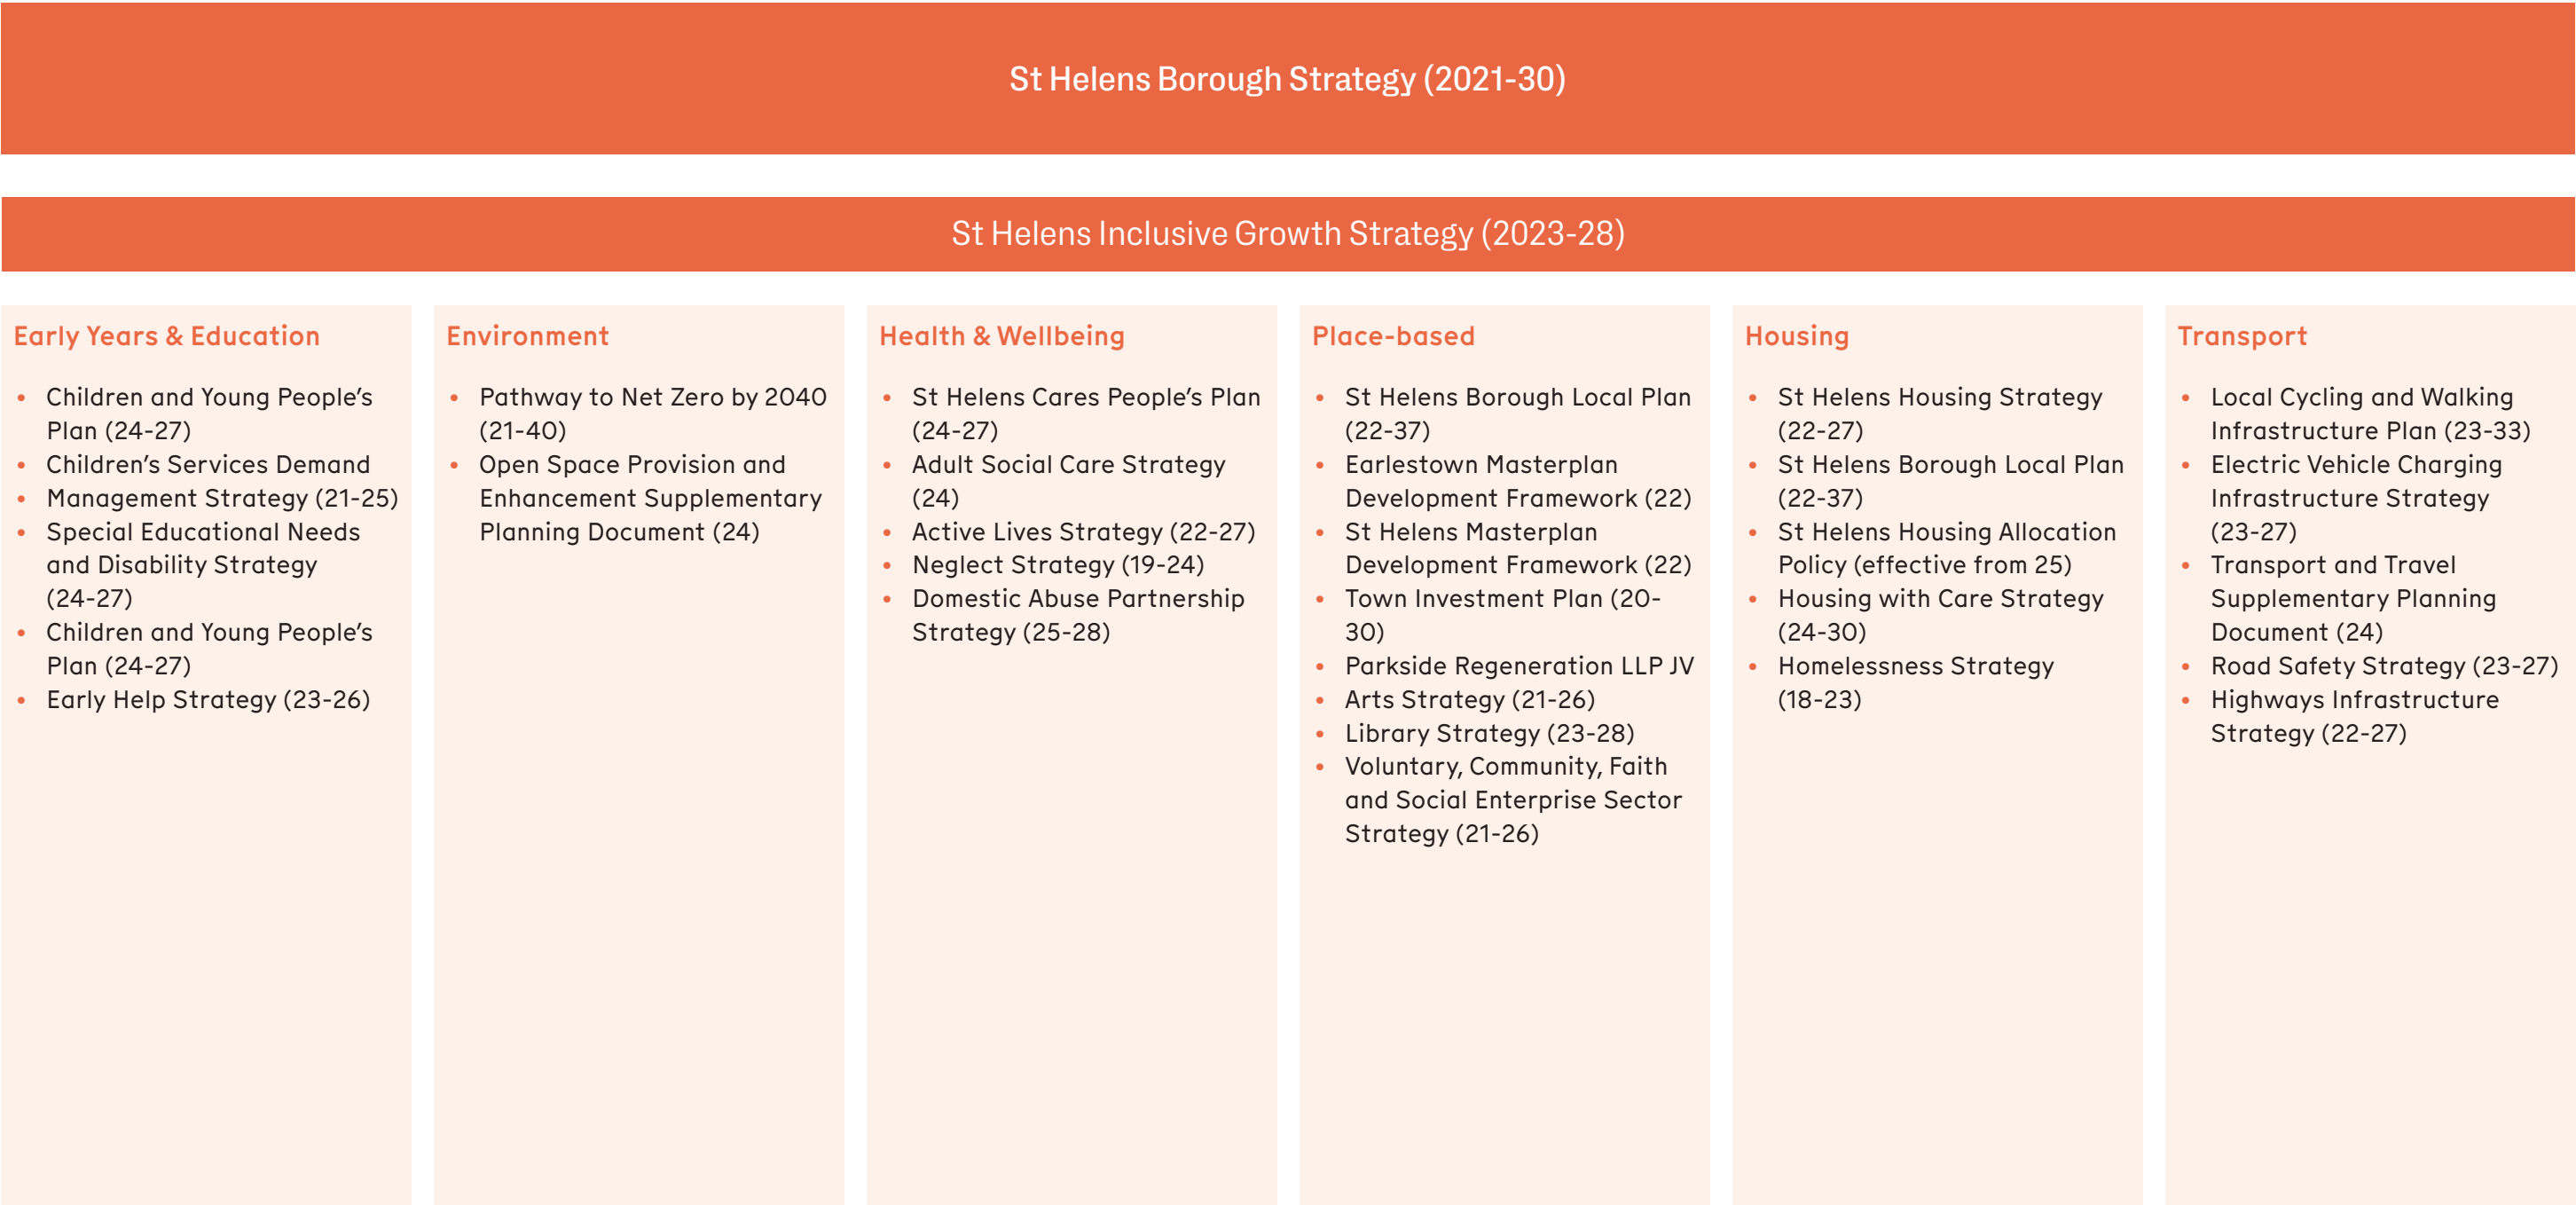 St Helens Borough Strategy (2021-30)
St Helens Inclusive Growth Strategy (2023-28)
Early Years & Education
• Children and Young People’s
Plan (24-27)
• Children’s Services Demand
• Management Strategy (21-25)
• Special Educational Needs
and Disability Strategy
(24-27)
• Children and Young People’s
Plan (24-27)
• Early Help Strategy (23-26)
Environment
• Pathway to Net Zero by 2040
(21-40)
• Open Space Provision and
Enhancement Supplementary
Planning Document (24)
Health & Wellbeing
• St Helens Cares People’s Plan
(24-27)
• Adult Social Care Strategy
(24)
• Active Lives Strategy (22-27)
• Neglect Strategy (19-24)
• Domestic Abuse Partnership
Strategy (25-28)
Place-based
• St Helens Borough Local Plan
(22-37)
• Earlestown Masterplan
Development Framework (22)
• St Helens Masterplan
Development Framework (22)
• Town Investment Plan (20-
30)
• Parkside Regeneration LLP JV
• Arts Strategy (21-26)
• Library Strategy (23-28)
• Voluntary, Community, Faith
and Social Enterprise Sector
Strategy (21-26)
Housing
• St Helens Housing Strategy
(22-27)
• St Helens Borough Local Plan
(22-37)
• St Helens Housing Allocation
Policy (effective from 25)
• Housing with Care Strategy
(24-30)
• Homelessness Strategy
(18-23)
Transport
• Local Cycling and Walking
Infrastructure Plan (23-33)
• Electric Vehicle Charging
Infrastructure Strategy
(23-27)
• Transport and Travel
Supplementary Planning
Document (24)
• Road Safety Strategy (23-27)
• Highways Infrastructure
Strategy (22-27)